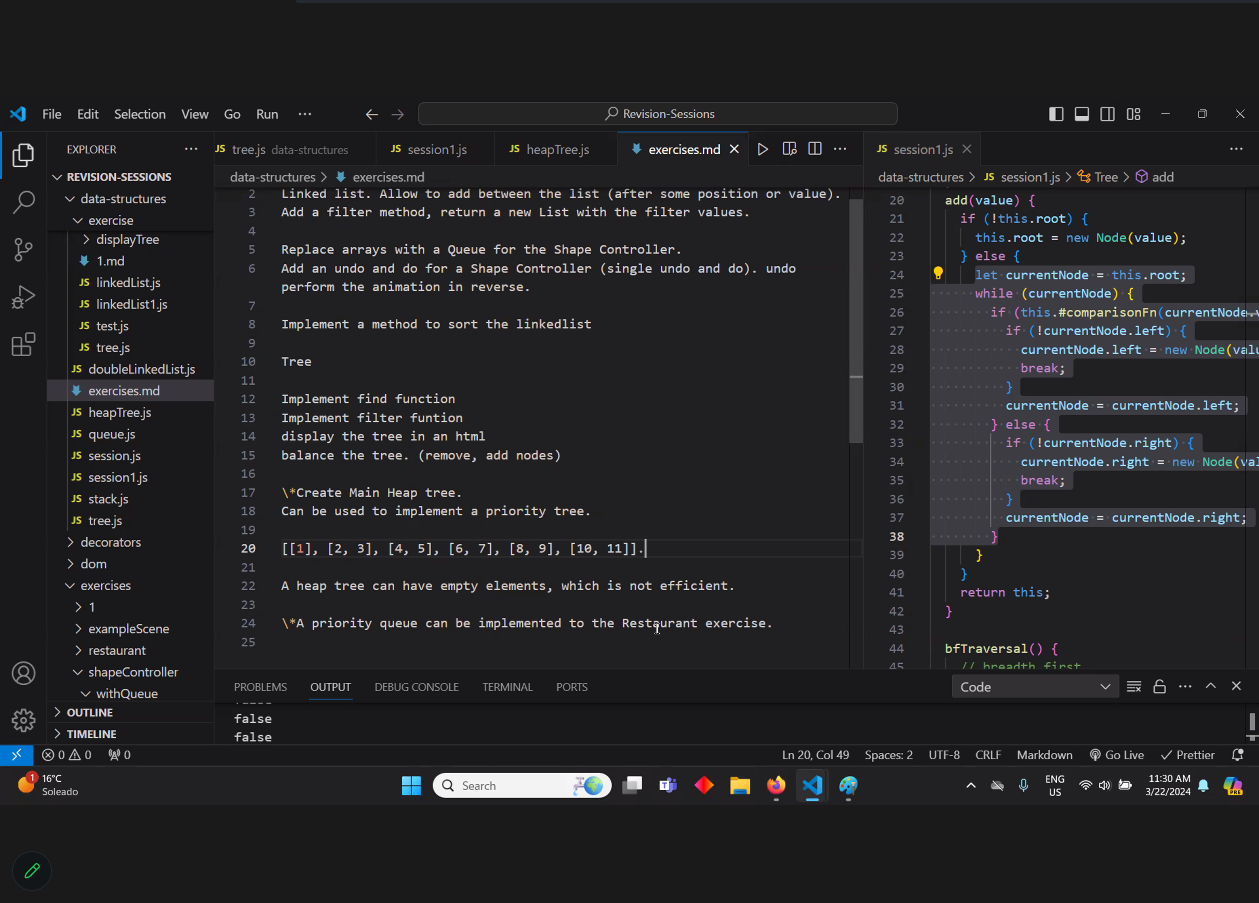 File Edit Selection View Go Run ··· Revision-Sessions
EXPLORER ···
REVISION-SESSIONS
data-structures
exercise
displayTree
1.md
JS linkedList.js
JS linkedList1.js
JS test.js
JS tree.js
JS doubleLinkedList.js
exercises.md
JS heapTree.js
JS queue.js
JS session.js
JS session1.js
JS stack.js
JS tree.js
decorators
dom
exercises
1
exampleScene
restaurant
shapeController
withQueue
OUTLINE
TIMELINE
JS tree.js data-structures JS session1.js JS heapTree.js exercises.md ···
data-structures > exercises.md
2 Linked list. Allow to add between the list (after some position or value).
3 Add a filter method, return a new List with the filter values.
4
5 Replace arrays with a Queue for the Shape Controller.
6 Add an undo and do for a Shape Controller (single undo and do). undo
perform the animation in reverse.
7
8 Implement a method to sort the linkedlist
9
10 Tree
11
12 Implement find function
13 Implement filter funtion
14 display the tree in an html
15 balance the tree. (remove, add nodes)
16
17 \*Create Main Heap tree.
18 Can be used to implement a priority tree.
19
20 [[1], [2, 3], [4, 5], [6, 7], [8, 9], [10, 11]].
21
22 A heap tree can have empty elements, which is not efficient.
23
24 \*A priority queue can be implemented to the Restaurant exercise.
25
JS session1.js ···
data-structures > JS session1.js > Tree > add
20 add(value) {
21 if (!this.root) {
22 this.root = new Node(value);
23 } else {
24 let currentNode = this.root;
25 while (currentNode) {
26 if (this.#comparisonFn(currentNode.v
27 if (!currentNode.left) {
28 currentNode.left = new Node(valu
29 break;
30 }
31 currentNode = currentNode.left;
32 } else {
33 if (!currentNode.right) {
34 currentNode.right = new Node(val
35 break;
36 }
37 currentNode = currentNode.right;
38 }
39 }
40 }
41 return this;
42 }
43
44 bfTraversal() {
45 // breadth first
PROBLEMS OUTPUT DEBUG CONSOLE TERMINAL PORTS Code ···
false
false
false
0 0 0 Ln 20, Col 49 Spaces: 2 UTF-8 CRLF Markdown Go Live Prettier
1 16°C
Soleado
Search
ENG
US
11:30 AM
3/22/2024
PRE